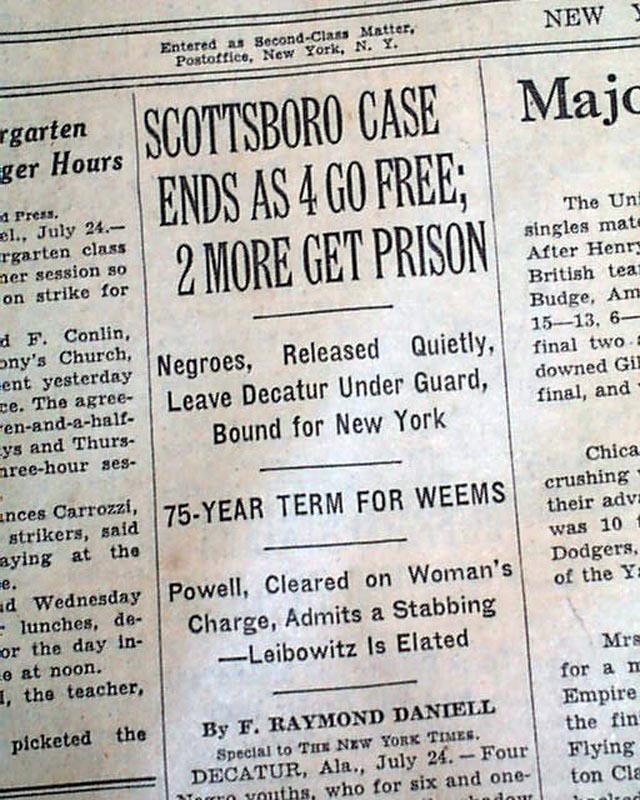 NEW Y
Entered as Second-Class Matter,
Postoffice, New York, N. Y.
rgarten
ger Hours
d Press.
el., July 24.—
rgarten class
ner session so
on strike for
d F. Conlin,
ony's Church,
ent yesterday
ce. The agree-
en-and-a-half-
ys and Thurs-
hree-hour ses-
nces Carrozzi,
strikers, said
aying at the
e.
d Wednesday
lunches, de-
or the day in-
e at noon.
, the teacher,
picketed the
SCOTTSBORO CASE
ENDS AS 4 GO FREE;
2 MORE GET PRISON
Negroes, Released Quietly,
Leave Decatur Under Guard,
Bound for New York
75-YEAR TERM FOR WEEMS
Powell, Cleared on Woman's
Charge, Admits a Stabbing
—Leibowitz Is Elated
By F. RAYMOND DANIELL
Special to THE NEW YORK TIMES.
DECATUR, Ala., July 24.—Four
Negro youths, who for six and one-
Majo
The Uni
singles mat
After Henry
British tea
Budge, Am
15—13, 6—
final two
downed Gil
final, and
Chica
crushing
their adva
was 10
Dodgers,
of the Ya
Mrs
for a m
Empire
the fin
Flying
ton Cla